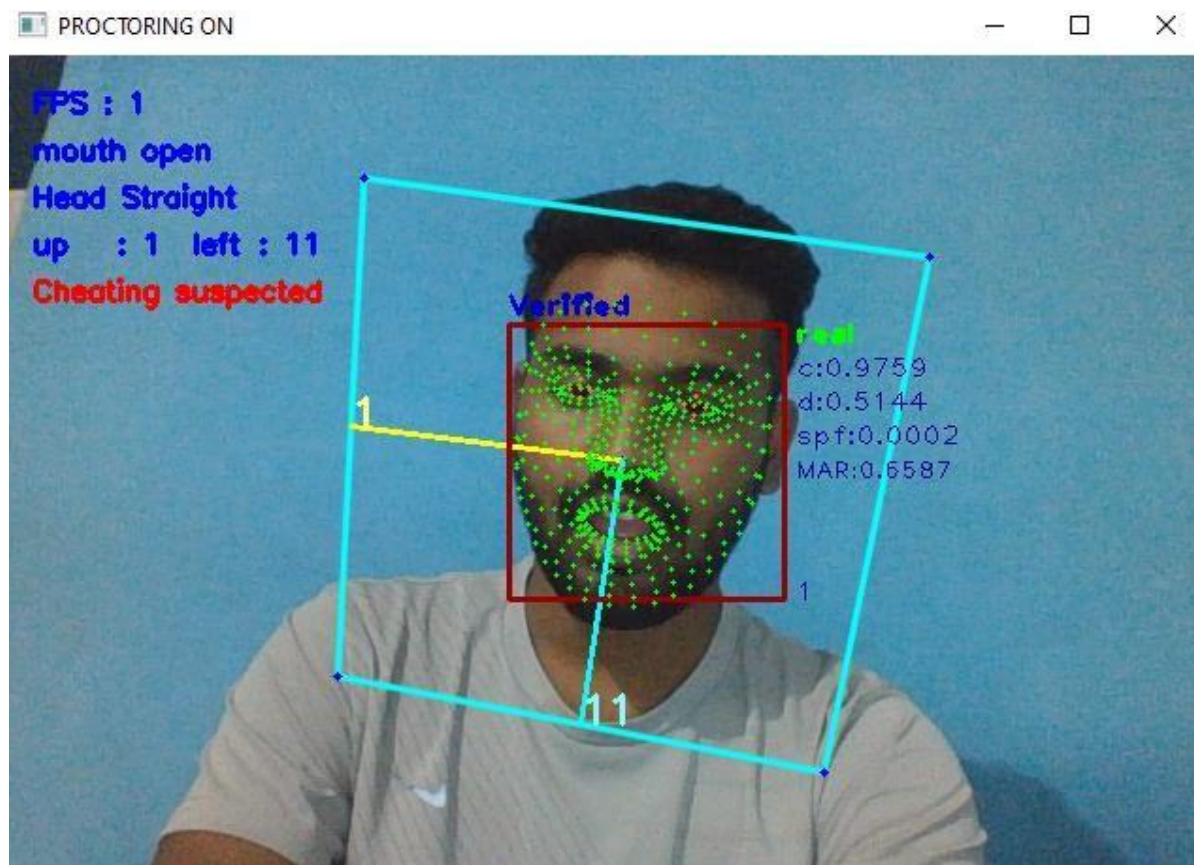 PROCTORING ON
FPS : 1
mouth open
Head Straight
up : 1 left : 11
Cheating suspected
Verified
real
c:0.9759
d:0.5144
spf:0.0002
MAR:0.6587
1
1
11